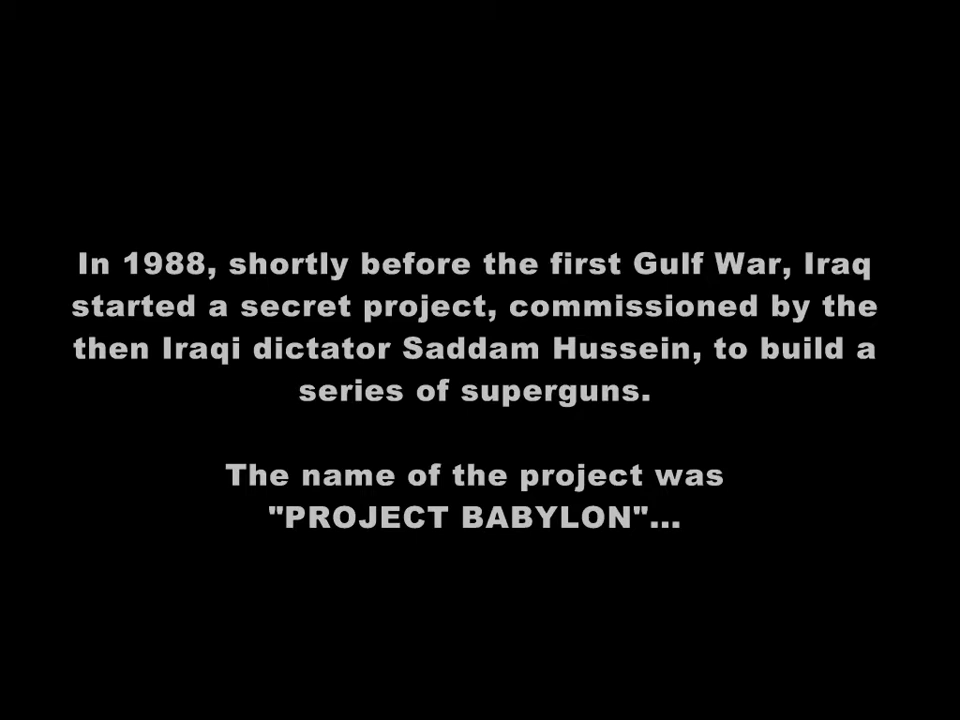 In 1988, shortly before the first Gulf War, Iraq
started a secret project, commissioned by the
then Iraqi dictator Saddam Hussein, to build a
series of superguns.
The name of the project was
"PROJECT BABYLON"...